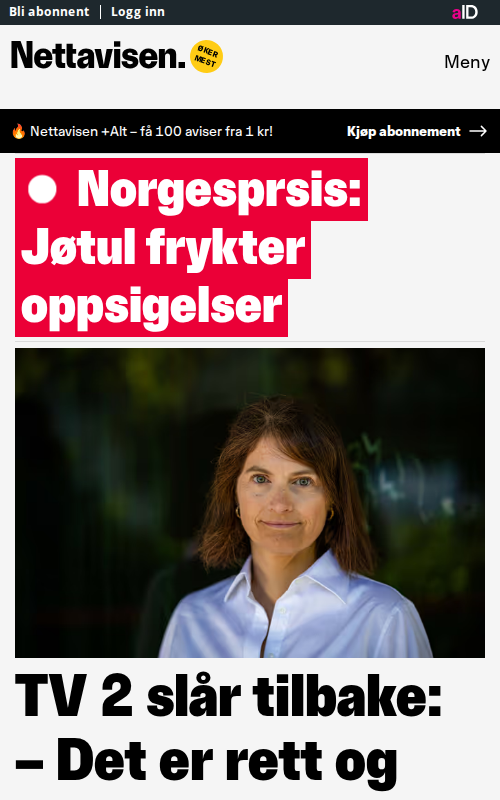 Bli abonnent | Logg inn
aID
Nettavisen.
ØKER
MEST
Meny
🔥 Nettavisen +Alt – få 100 aviser fra 1 kr!
Kjøp abonnement →
Norgesprsis:
Jøtul frykter
oppsigelser
TV 2 slår tilbake:
– Det er rett og